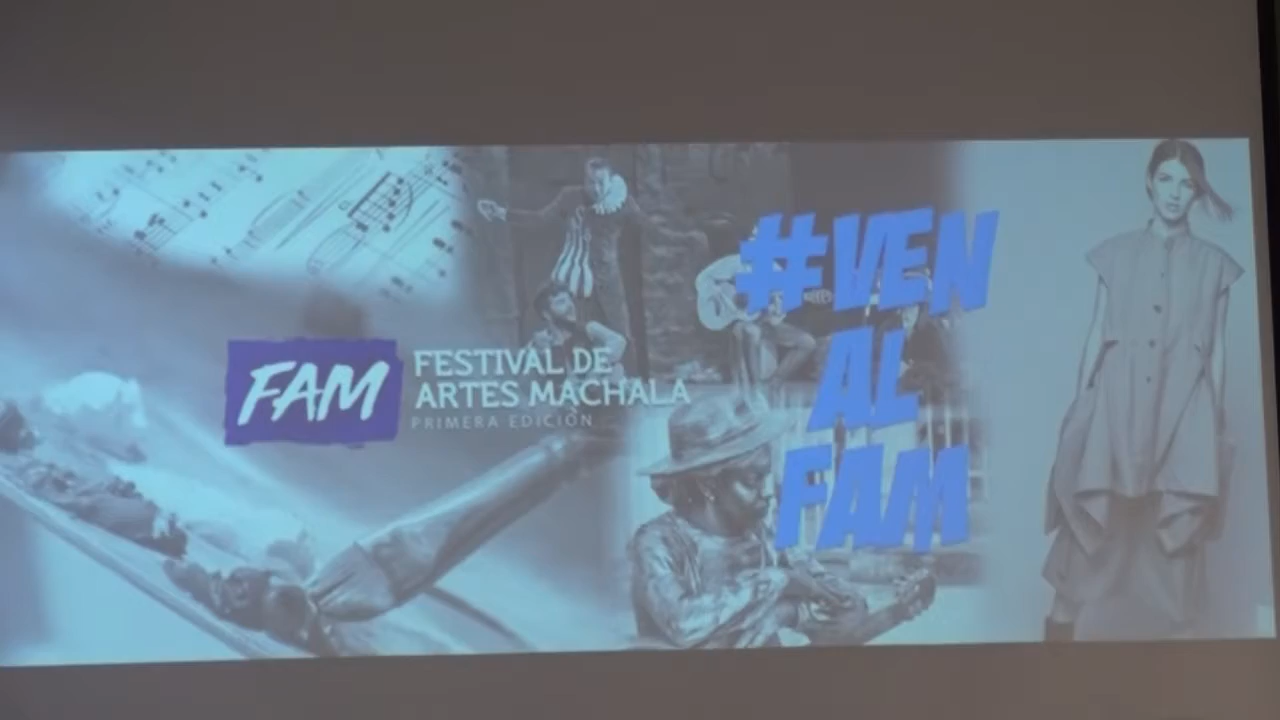 FAM
FESTIVAL DE
ARTES MACHALA
PRIMERA EDICIÓN
#VEN
AL
FAM